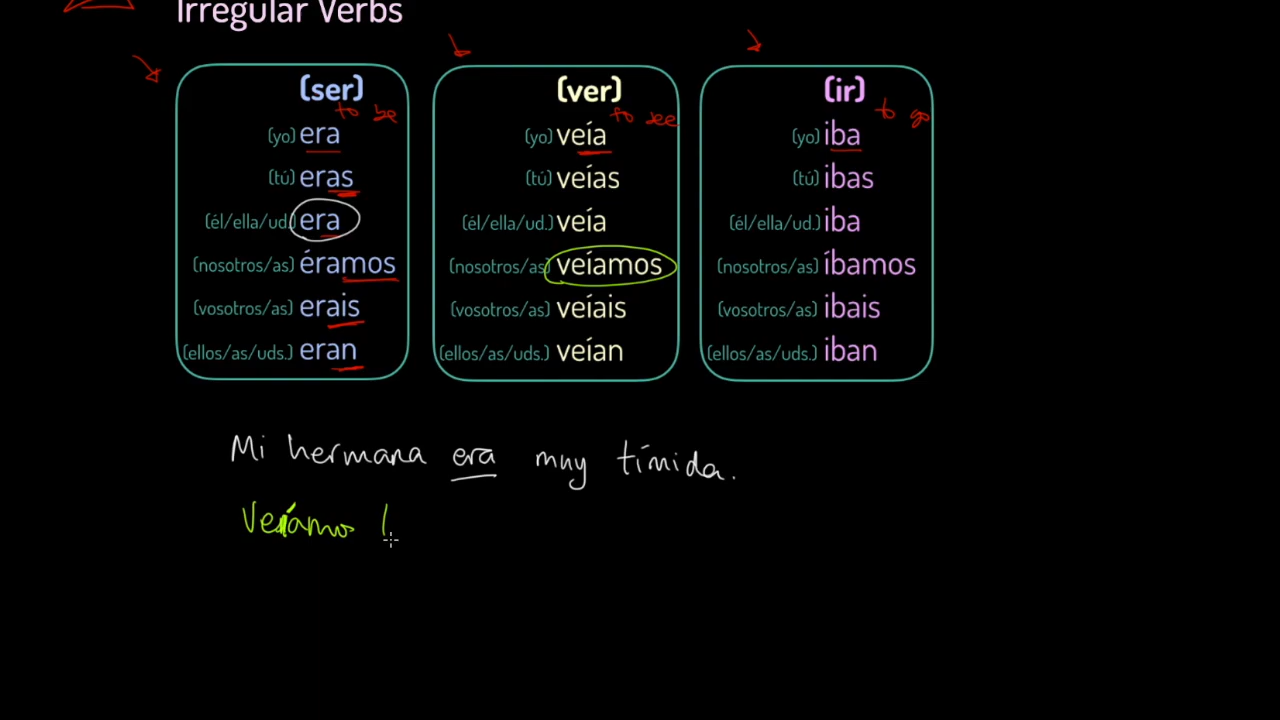 Irregular Verbs
(ser)
to be
(yo) era
(tú) eras
(él/ella/ud.) era
(nosotros/as) éramos
(vosotros/as) erais
(ellos/as/uds.) eran
(ver)
to see
(yo) veía
(tú) veías
(él/ella/ud.) veía
(nosotros/as) veíamos
(vosotros/as) veíais
(ellos/as/uds.) veían
(ir)
to go
(yo) iba
(tú) ibas
(él/ella/ud.) iba
(nosotros/as) íbamos
(vosotros/as) ibais
(ellos/as/uds.) iban
Mi hermana era muy tímida.
Veíamos l